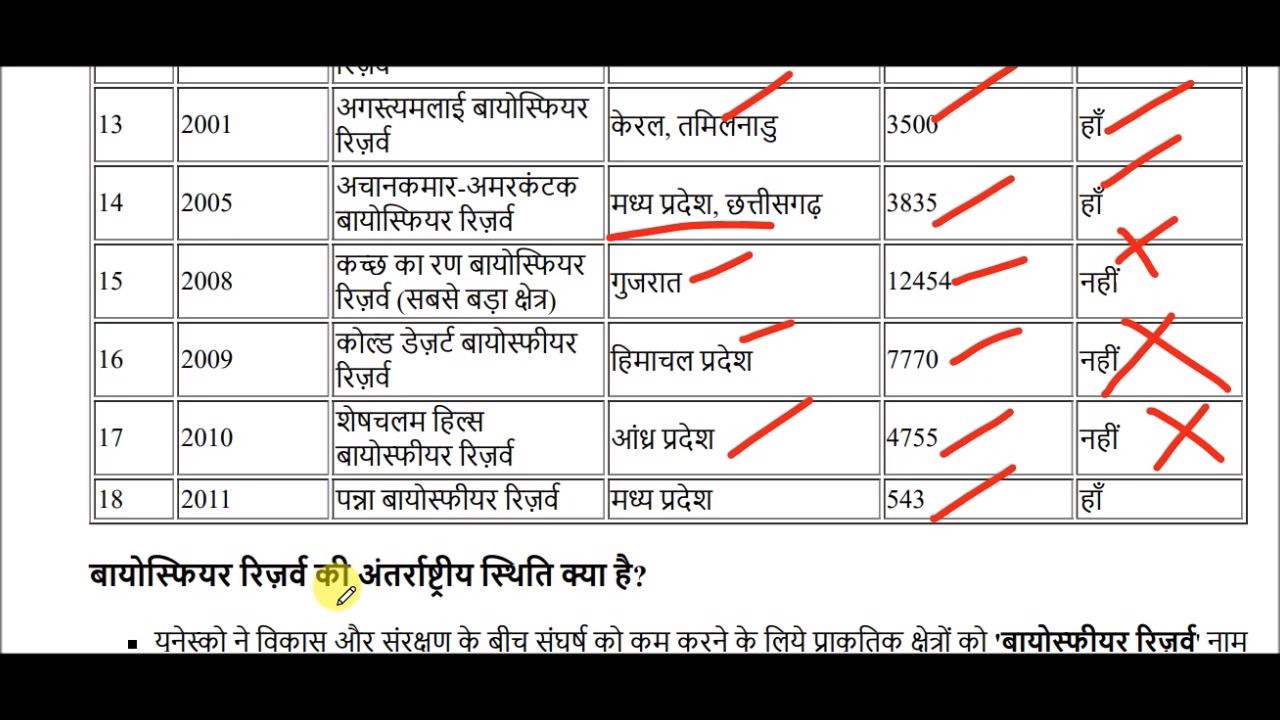 रिज़र्व
13 2001 अगस्त्यमलाई बायोस्फियर केरल, तमिलनाडु 3500 हाँ
रिज़र्व
14 2005 अचानकमार-अमरकंटक मध्य प्रदेश, छत्तीसगढ़ 3835 हाँ
बायोस्फियर रिज़र्व
15 2008 कच्छ का रण बायोस्फियर गुजरात 12454 नहीं
रिज़र्व (सबसे बड़ा क्षेत्र)
16 2009 कोल्ड डेज़र्ट बायोस्फीयर हिमाचल प्रदेश 7770 नहीं
रिज़र्व
17 2010 शेषचलम हिल्स आंध्र प्रदेश 4755 नहीं
बायोस्फीयर रिज़र्व
18 2011 पन्ना बायोस्फीयर रिज़र्व मध्य प्रदेश 543 हाँ
बायोस्फियर रिज़र्व की अंतर्राष्ट्रीय स्थिति क्या है?
▪ यूनेस्को ने विकास और संरक्षण के बीच संघर्ष को कम करने के लिये प्राकृतिक क्षेत्रों को 'बायोस्फीयर रिज़र्व' नाम